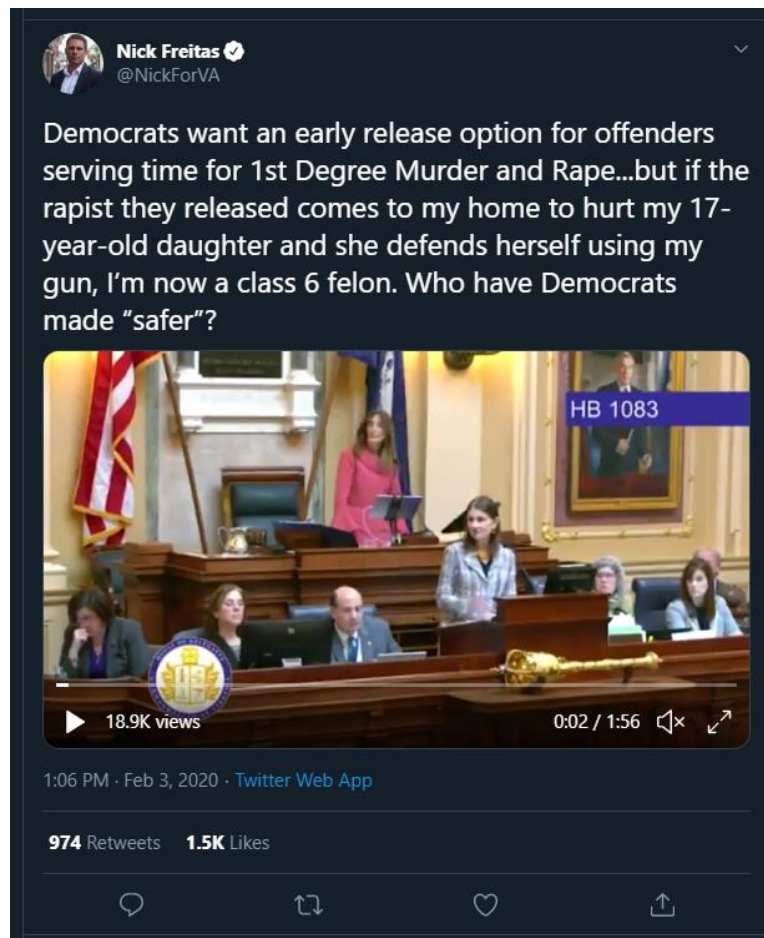 Nick Freitas
@NickForVA
Democrats want an early release option for offenders
serving time for 1st Degree Murder and Rape...but if the
rapist they released comes to my home to hurt my 17-
year-old daughter and she defends herself using my
gun, I’m now a class 6 felon. Who have Democrats
made “safer”?
HB 1083
18.9K views
0:02 / 1:56
1:06 PM · Feb 3, 2020 · Twitter Web App
974 Retweets 1.5K Likes